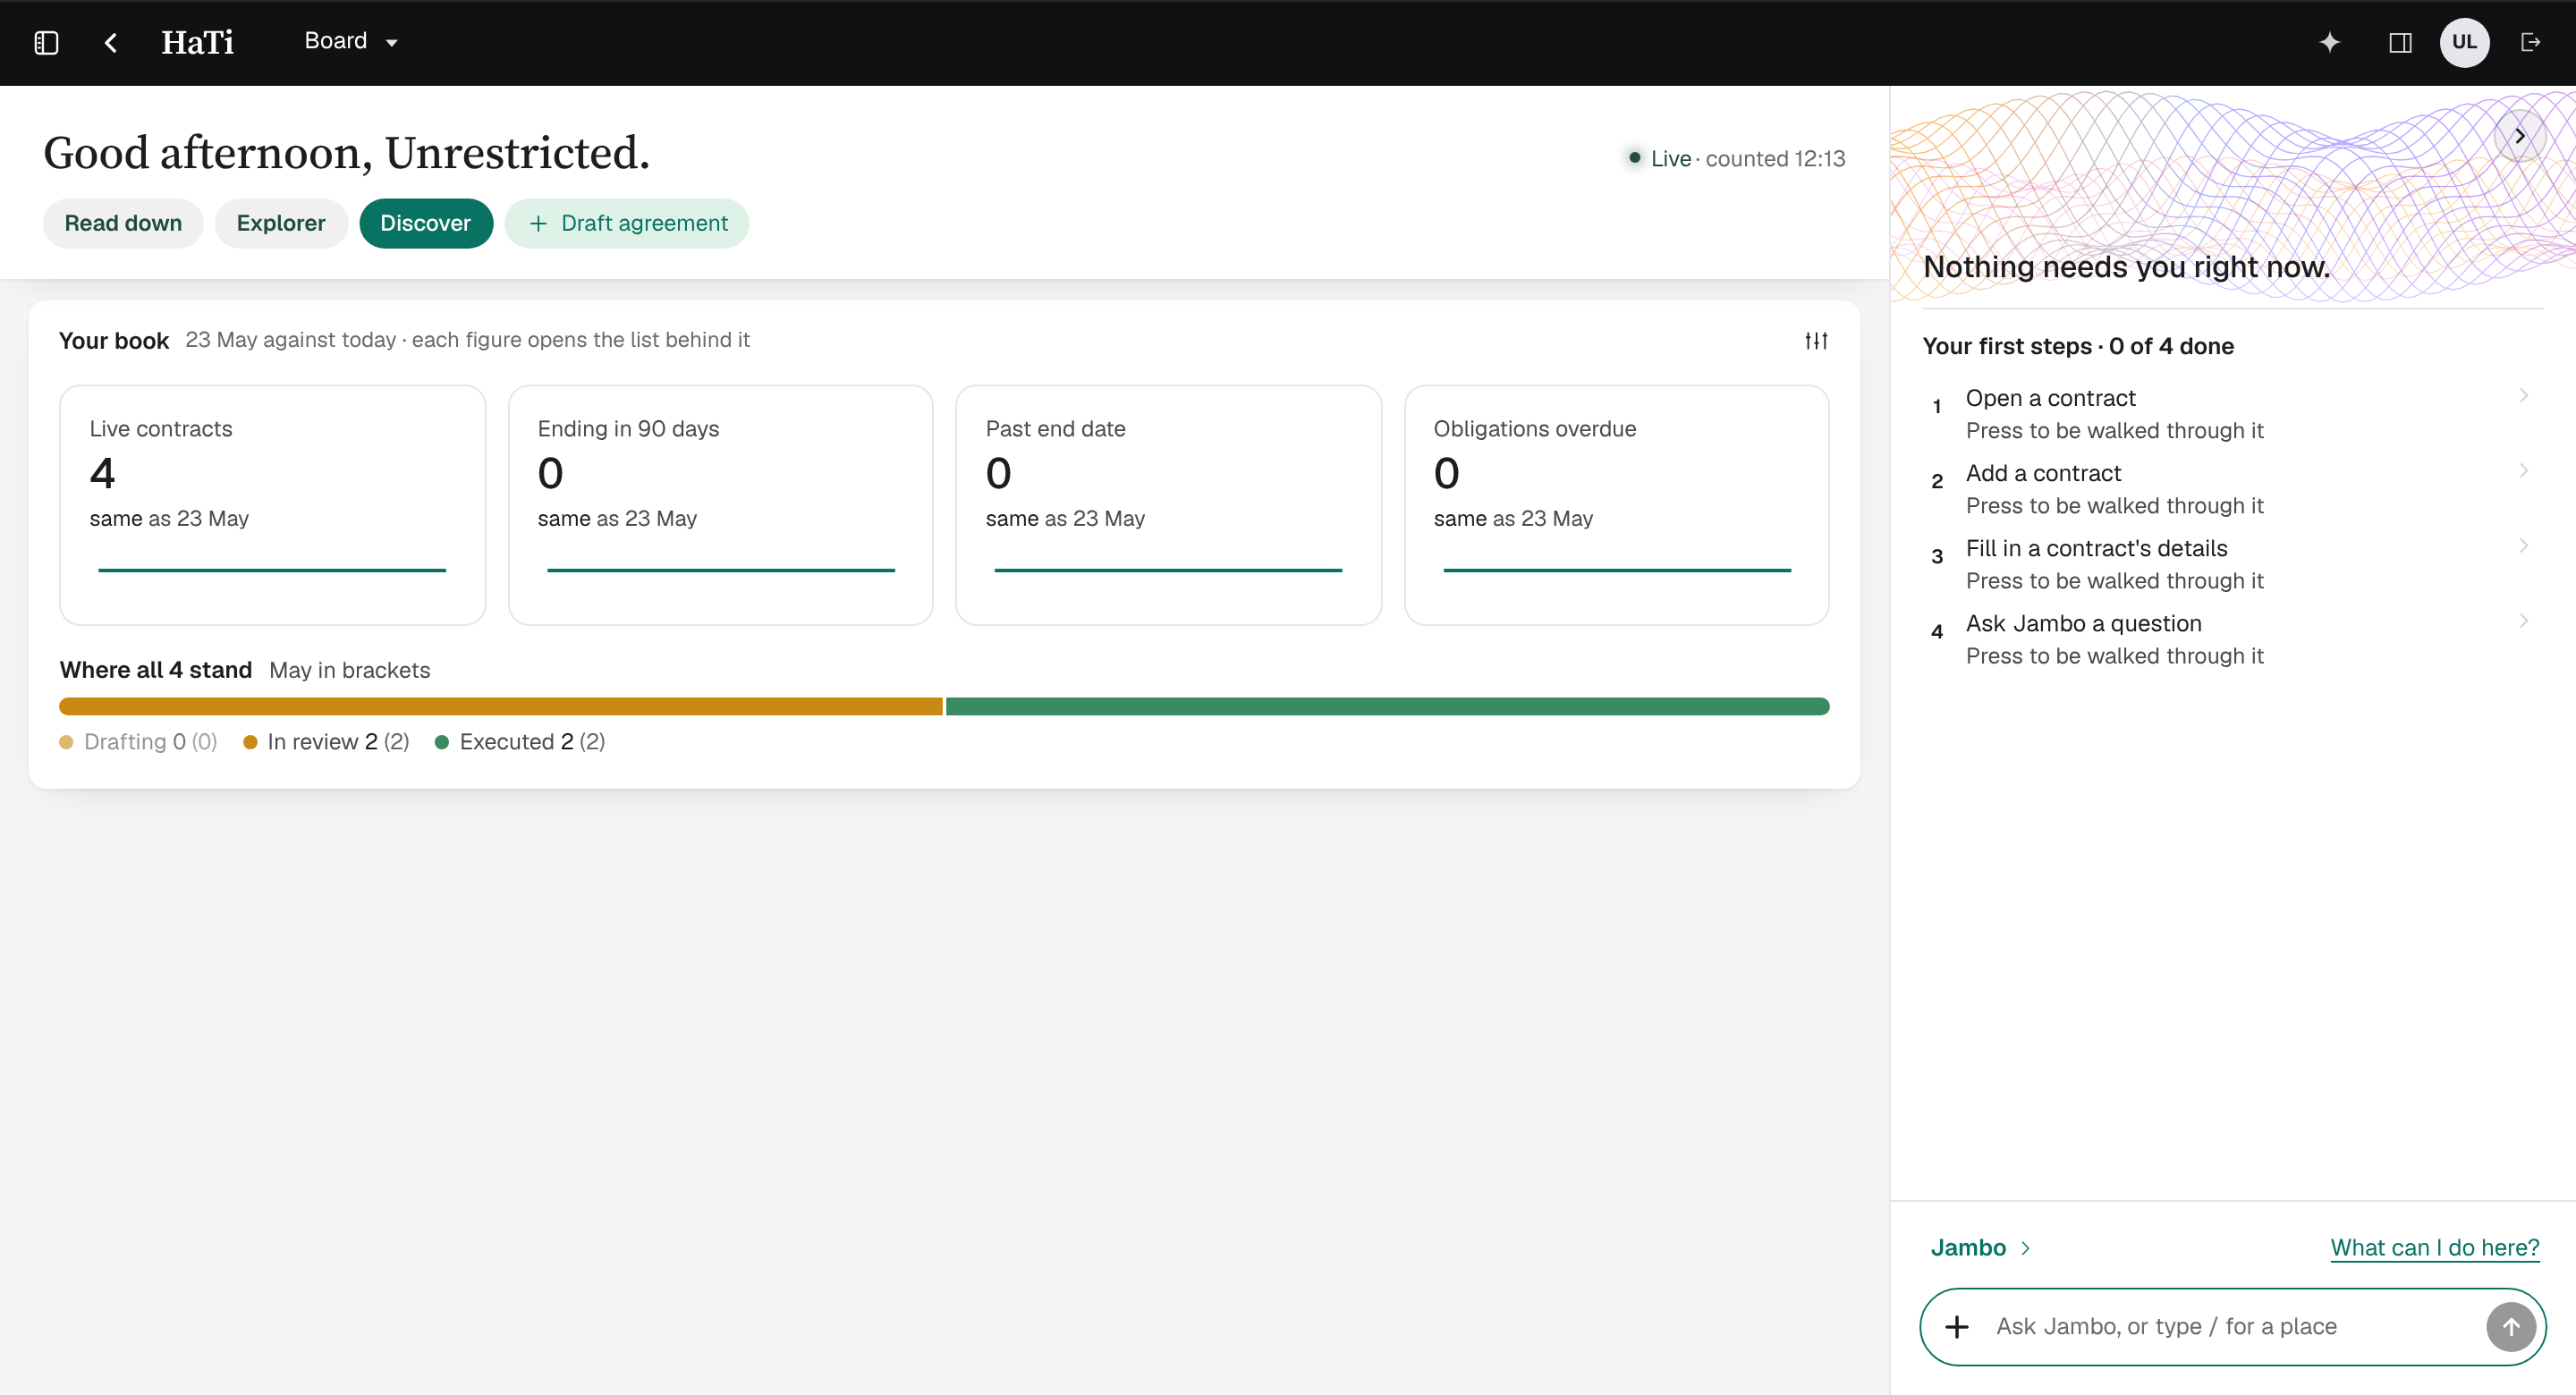 HaTi
Board
UL
Good afternoon, Unrestricted.
Live · counted 12:13
Read down
Explorer
Discover
+ Draft agreement
Your book 23 May against today · each figure opens the list behind it
Live contracts
4
same as 23 May
Ending in 90 days
0
same as 23 May
Past end date
0
same as 23 May
Obligations overdue
0
same as 23 May
Where all 4 stand May in brackets
Drafting 0 (0) In review 2 (2) Executed 2 (2)
Nothing needs you right now.
Your first steps · 0 of 4 done
1 Open a contract
Press to be walked through it
2 Add a contract
Press to be walked through it
3 Fill in a contract's details
Press to be walked through it
4 Ask Jambo a question
Press to be walked through it
Jambo
What can I do here?
Ask Jambo, or type / for a place